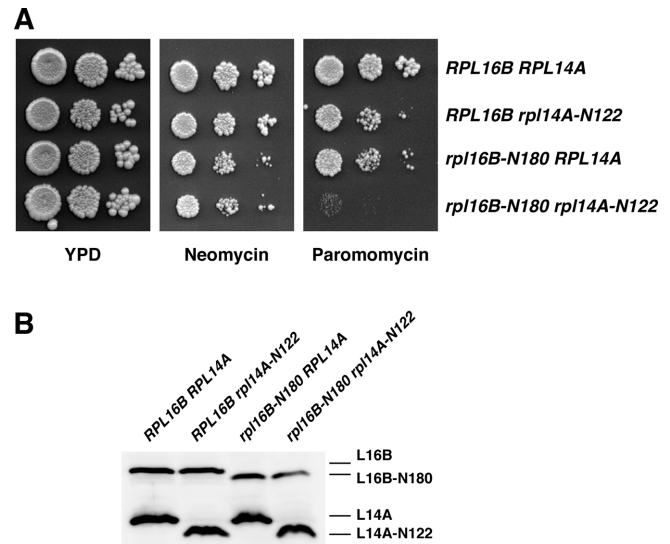 A
RPL16B RPL14A
RPL16B rpl14A-N122
rpl16B-N180 RPL14A
rpl16B-N180 rpl14A-N122
YPD Neomycin Paromomycin
B
RPL16B RPL14A
RPL16B rpl14A-N122
rpl16B-N180 RPL14A
rpl16B-N180 rpl14A-N122
L16B
L16B-N180
L14A
L14A-N122